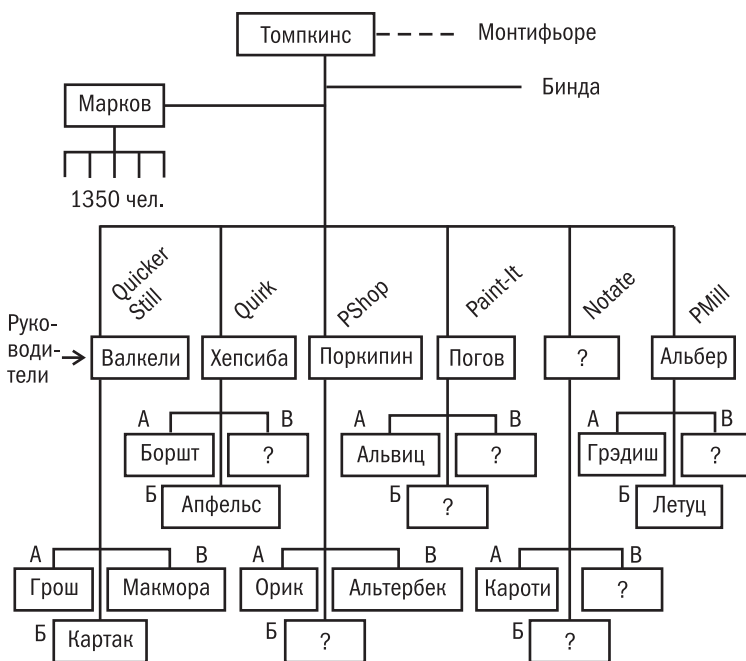 Томпкинс
Монтифьоре
Бинда
Марков
1350 чел.
Quicker
Still
Quirk
PShop
Paint-It
Notate
PMill
Руко-
води-
тели
Валкели
Хепсиба
Поркипин
Погов
?
Альбер
А
В
Боршт
?
Б
Апфельс
А
В
Альвиц
?
Б
?
А
В
Грэдиш
?
Б
Летуц
А
В
Грош
Макмора
Б
Картак
А
В
Орик
Альтербек
Б
?
А
В
Кароти
?
Б
?